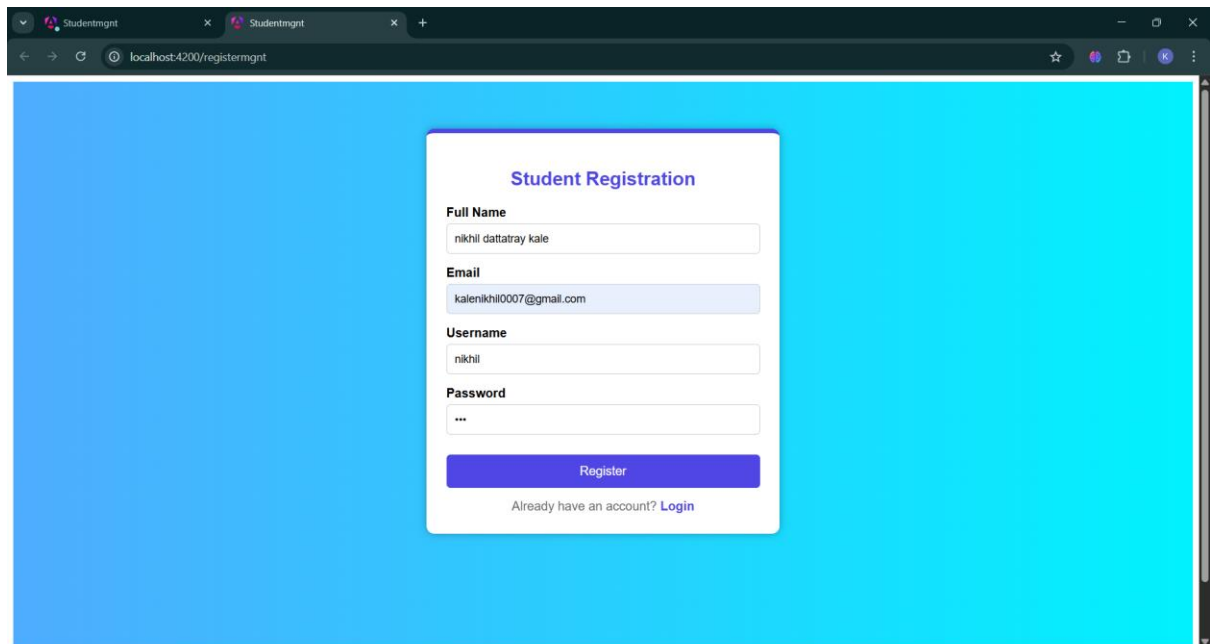 Studentmgnt
Studentmgnt
localhost:4200/registermgnt
K
Student Registration
Full Name
nikhil dattatray kale
Email
kalenikhil0007@gmail.com
Username
nikhil
Password
•••
Register
Already have an account? Login